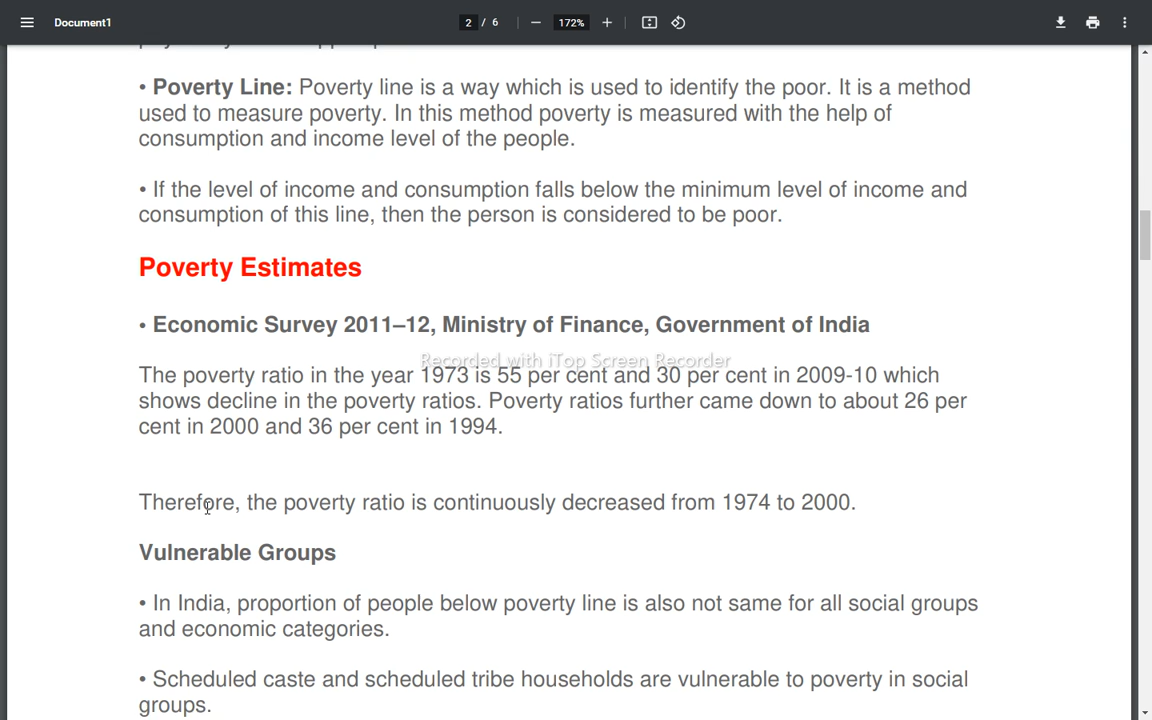 Document1
2 / 6
172%
• Poverty Line: Poverty line is a way which is used to identify the poor. It is a method
used to measure poverty. In this method poverty is measured with the help of
consumption and income level of the people.
• If the level of income and consumption falls below the minimum level of income and
consumption of this line, then the person is considered to be poor.
Poverty Estimates
• Economic Survey 2011–12, Ministry of Finance, Government of India
Recorded with iTop Screen Recorder
The poverty ratio in the year 1973 is 55 per cent and 30 per cent in 2009-10 which
shows decline in the poverty ratios. Poverty ratios further came down to about 26 per
cent in 2000 and 36 per cent in 1994.
Therefore, the poverty ratio is continuously decreased from 1974 to 2000.
Vulnerable Groups
• In India, proportion of people below poverty line is also not same for all social groups
and economic categories.
• Scheduled caste and scheduled tribe households are vulnerable to poverty in social
groups.